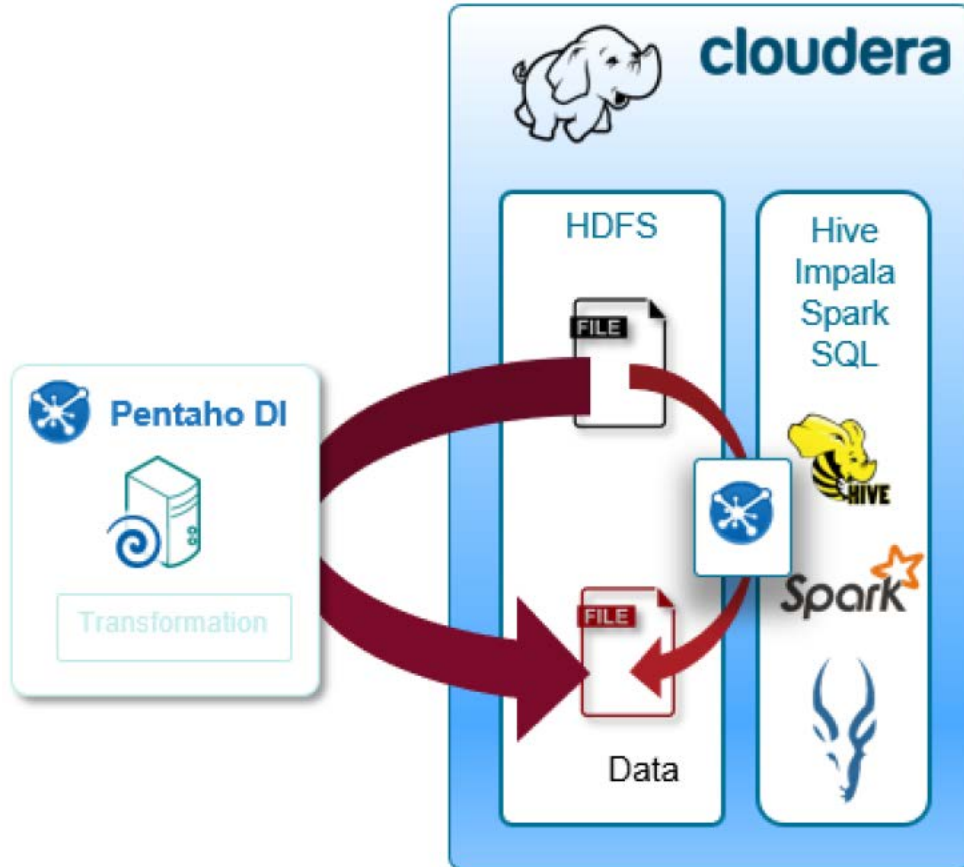 cloudera
HDFS
Hive
Impala
Spark
SQL
FILE
Pentaho DI
HIVE
Transformation
Spark
FILE
Data